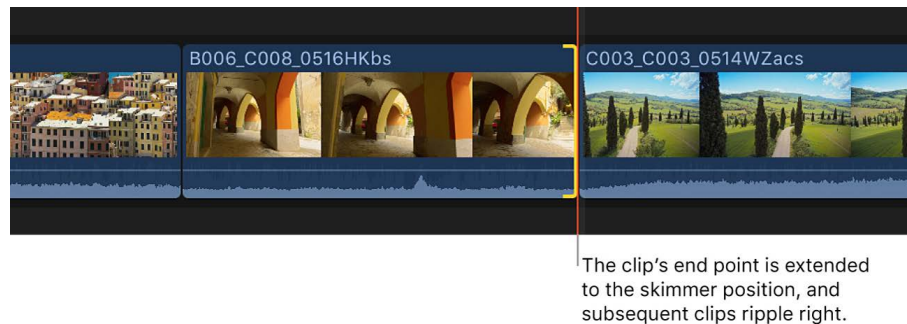 B006_C008_0516HKbs
C003_C003_0514WZacs
The clip’s end point is extended
to the skimmer position, and
subsequent clips ripple right.